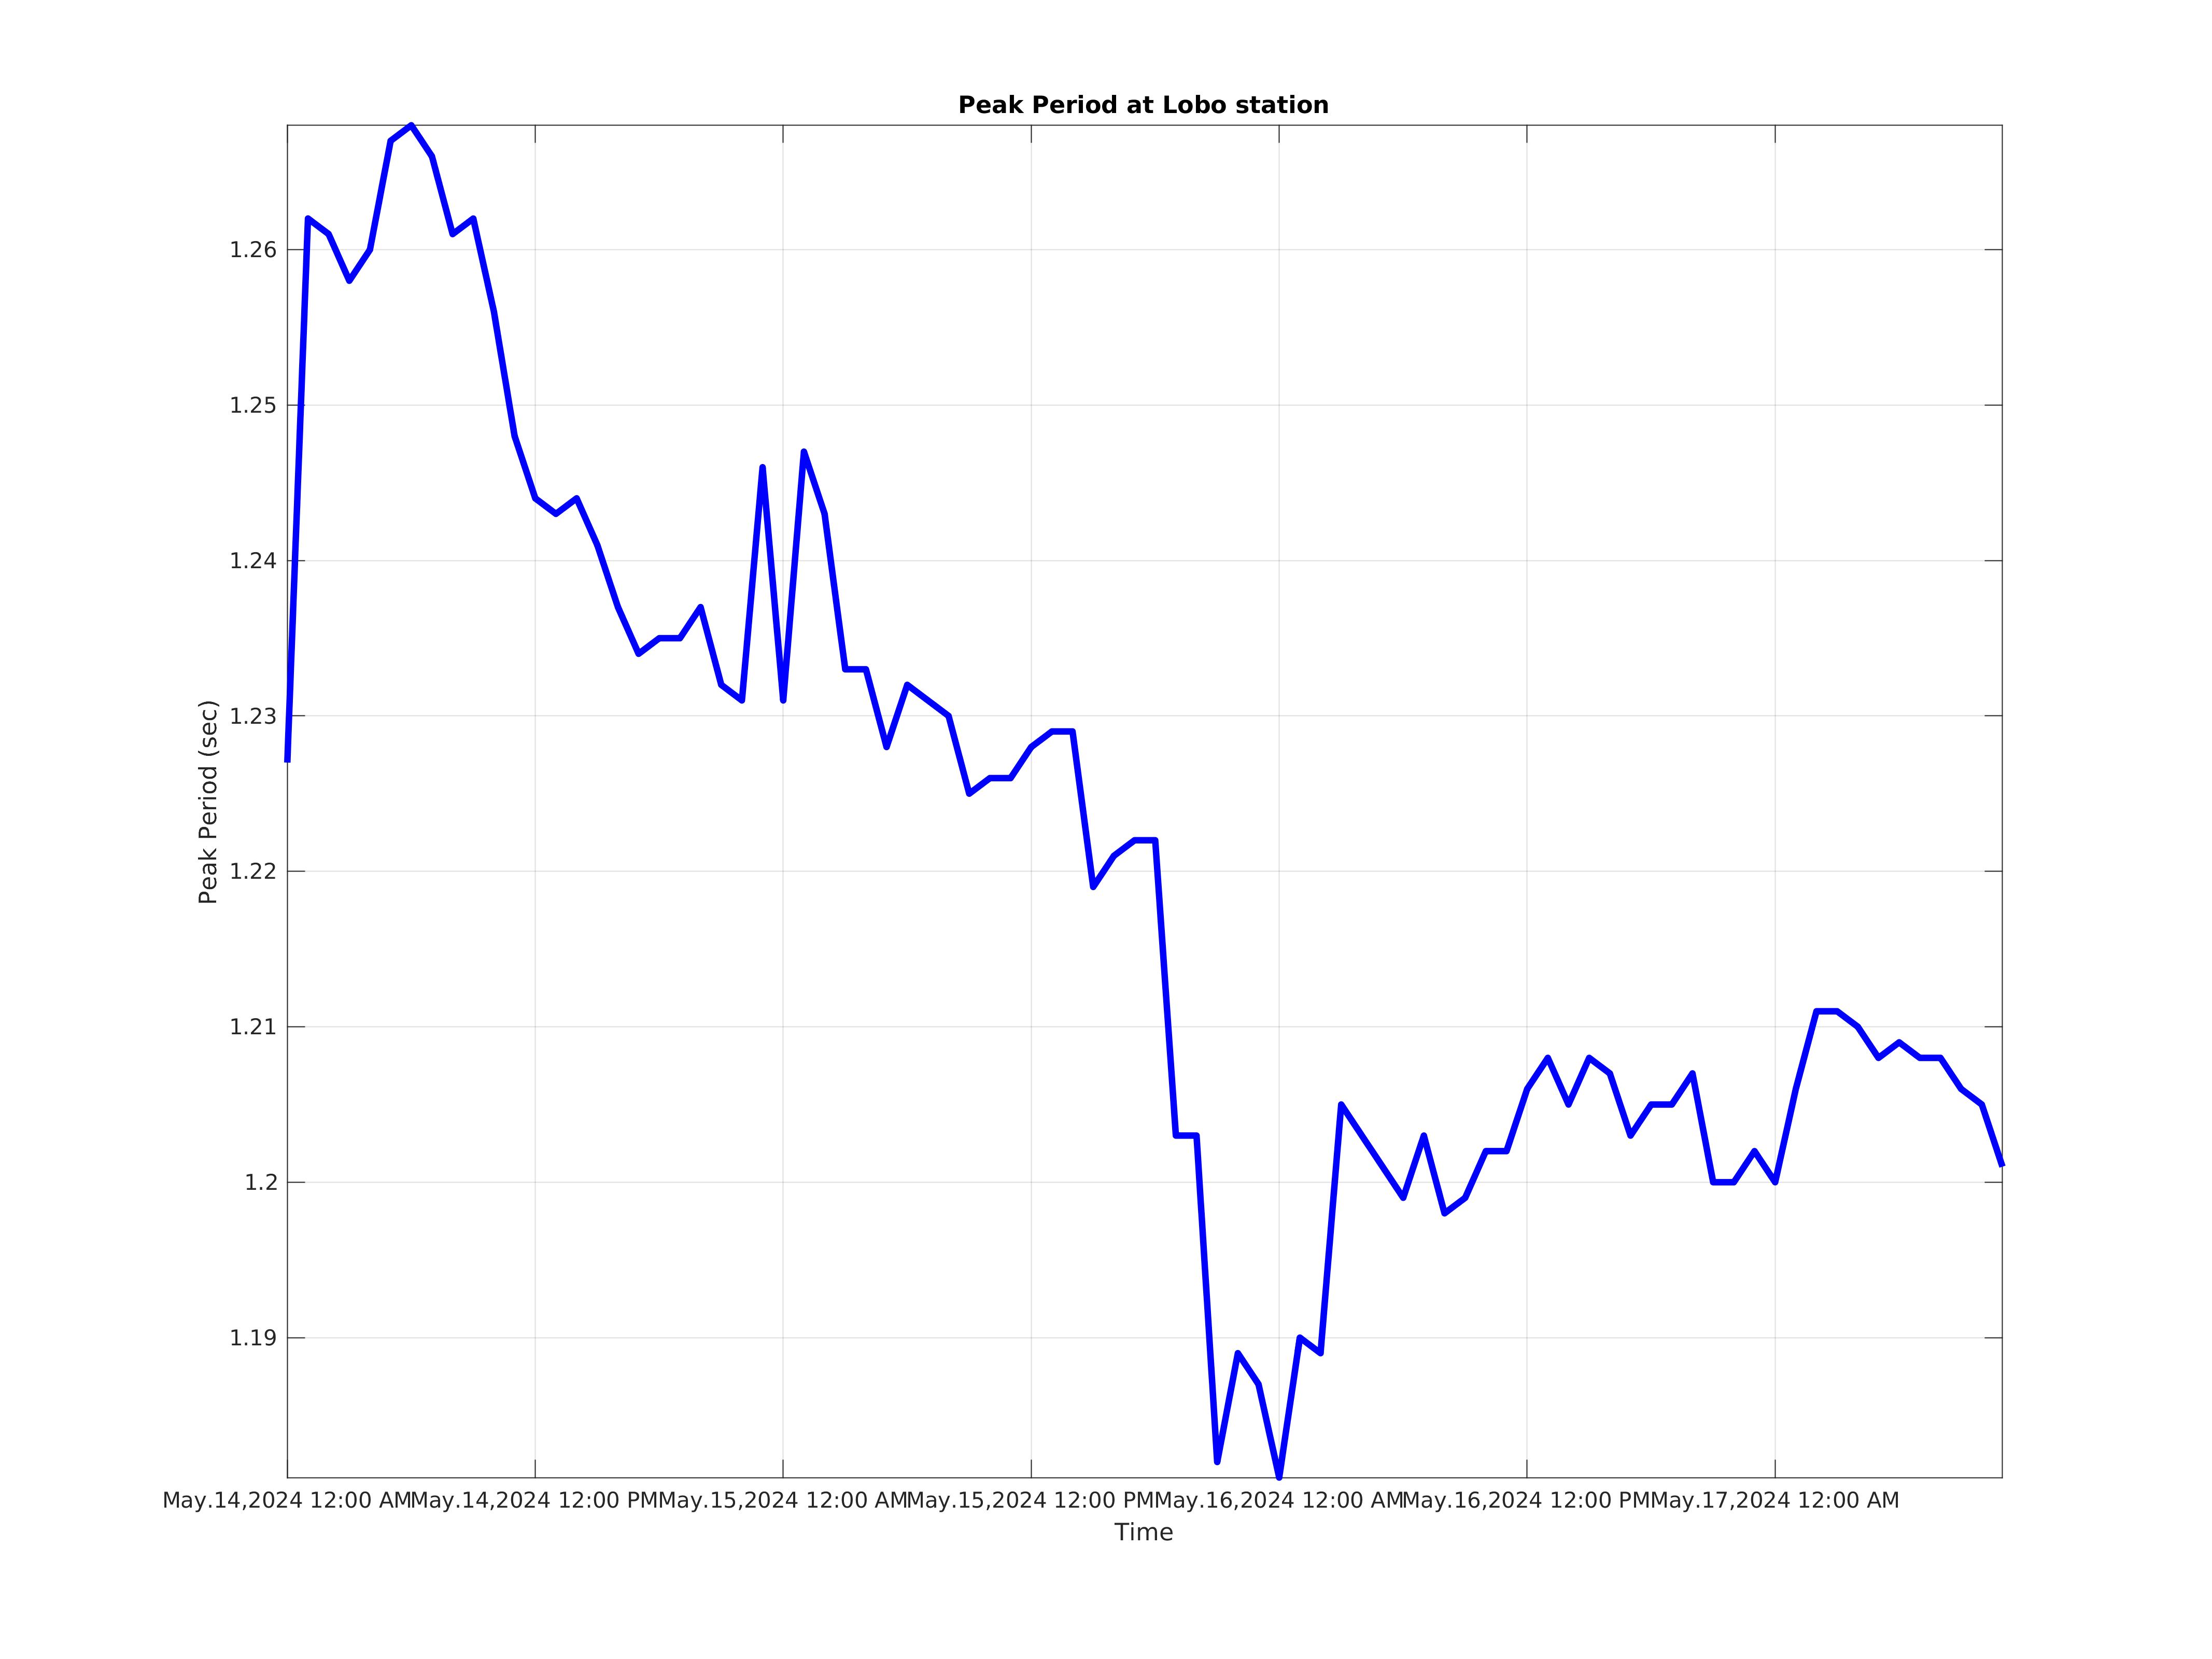 Peak Period at Lobo station
1.26
1.25
1.24
1.23
1.22
1.21
1.2
1.19
Peak Period (sec)
May.14,2024 12:00 AM May.14,2024 12:00 PM May.15,2024 12:00 AM May.15,2024 12:00 PM May.16,2024 12:00 AM May.16,2024 12:00 PM May.17,2024 12:00 AM
Time